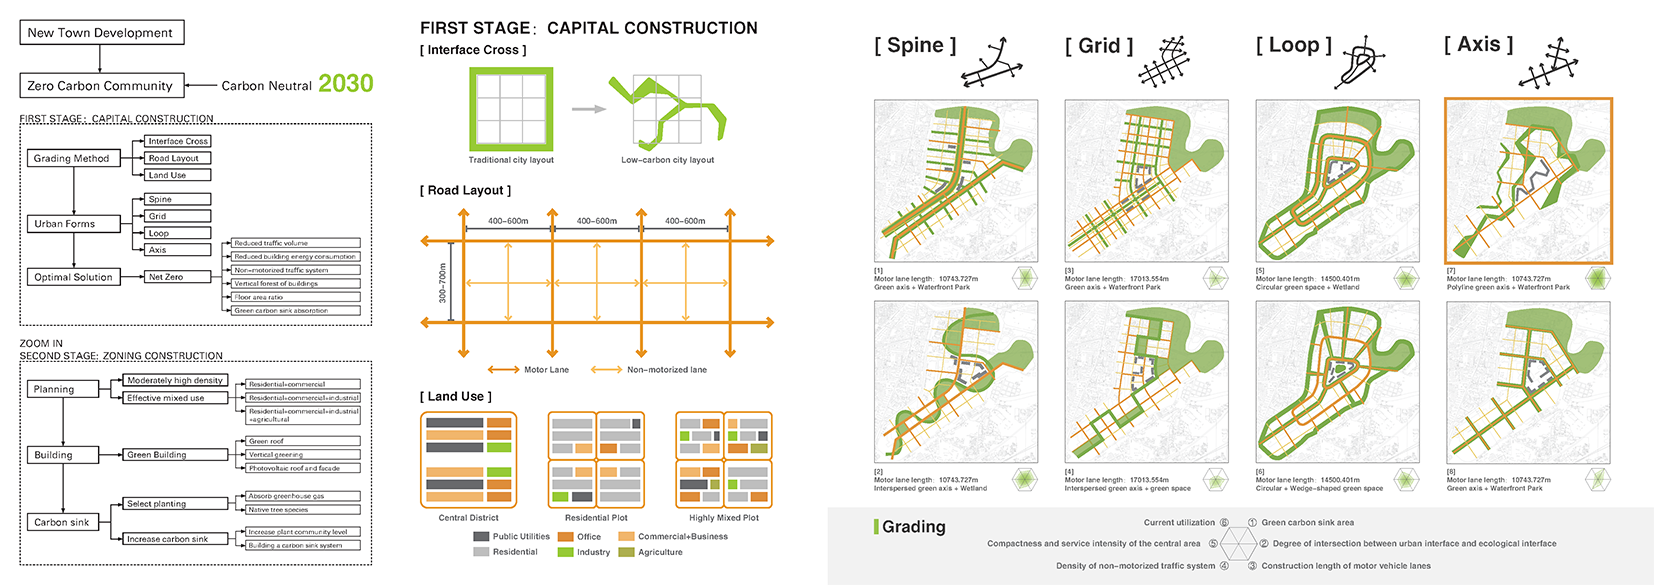 New Town Development
Zero Carbon Community
Carbon Neutral 2030
FIRST STAGE: CAPITAL CONSTRUCTION
Grading Method
Interface Cross
Road Layout
Land Use
Urban Forms
Spine
Grid
Loop
Axis
Optimal Solution
Net Zero
Reduced traffic volume
Reduced building energy consumption
Non-motorized traffic system
Vertical forest of buildings
Floor area ratio
Green carbon sink absoration
ZOOM IN
SECOND STAGE: ZONING CONSTRUCTION
Planning
Moderately high density
Effective mixed use
Residential+commercial
Residential+commercial+industrial
Residential+commercial+industrial
+agricultural
Building
Green Building
Green roof
Vertical greening
Photovoltaic roof and facade
Carbon sink
Select planting
Absorb greenhouse gas
Native tree species
Increase carbon sink
Increase plant community level
Building a carbon sink system
FIRST STAGE: CAPITAL CONSTRUCTION
[ Interface Cross ]
Traditional city layout
Low-carbon city layout
[ Road Layout ]
400-600m
400-600m
400-600m
300-700m
Motor Lane
Non-motorized lane
[ Land Use ]
Central District
Residential Plot
Highly Mixed Plot
Public Utilities
Office
Commercial+Business
Residential
Industry
Agriculture
[ Spine ]
[ Grid ]
[ Loop ]
[ Axis ]
[1]
Motor lane length: 10743.727m
Green axis + Waterfront Park
[3]
Motor lane length: 17013.554m
Green axis + Waterfront Park
[5]
Motor lane length: 14500.401m
Circular green space + Wetland
[7]
Motor lane length: 10743.727m
Polyline green axis + Waterfront Park
[2]
Motor lane length: 10743.727m
Interspersed green axis + Wetland
[4]
Motor lane length: 17013.554m
Interspersed green axis + green space
[6]
Motor lane length: 14500.401m
Circular + Wedge-shaped green space
[8]
Motor lane length: 10743.727m
Green axis + Waterfront Park
Grading
Current utilization ⑥
① Green carbon sink area
Compactness and service intensity of the central area ⑤
② Degree of intersection between urban interface and ecological interface
Density of non-motorized traffic system ④
③ Construction length of motor vehicle lanes